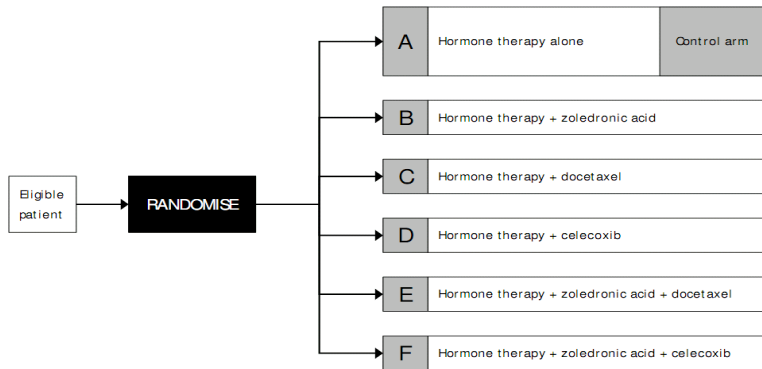 A Hormone therapy alone Control arm
B Hormone therapy + zoledronic acid
C Hormone therapy + docetaxel
Eligible
patient
RANDOMISE
D Hormone therapy + celecoxib
E Hormone therapy + zoledronic acid + docetaxel
F Hormone therapy + zoledronic acid + celecoxib